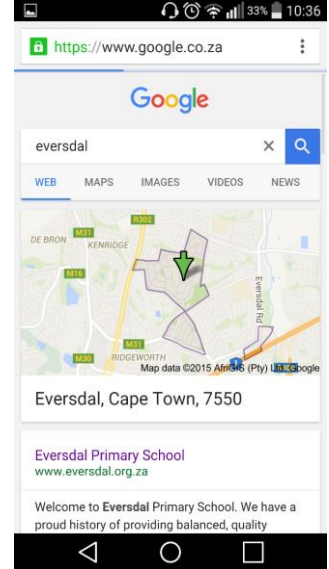 33% 10:36
https://www.google.co.za
Google
eversdal
WEB MAPS IMAGES VIDEOS NEWS
R302
M31
DE BRON
KENRIDGE
M16
Eversdal Rd
M31
M30 RIDGEWORTH
1
Map data ©2015 AfriGIS (Pty) Ltd, Google
Eversdal, Cape Town, 7550
Eversdal Primary School
www.eversdal.org.za
Welcome to Eversdal Primary School. We have a
proud history of providing balanced, quality